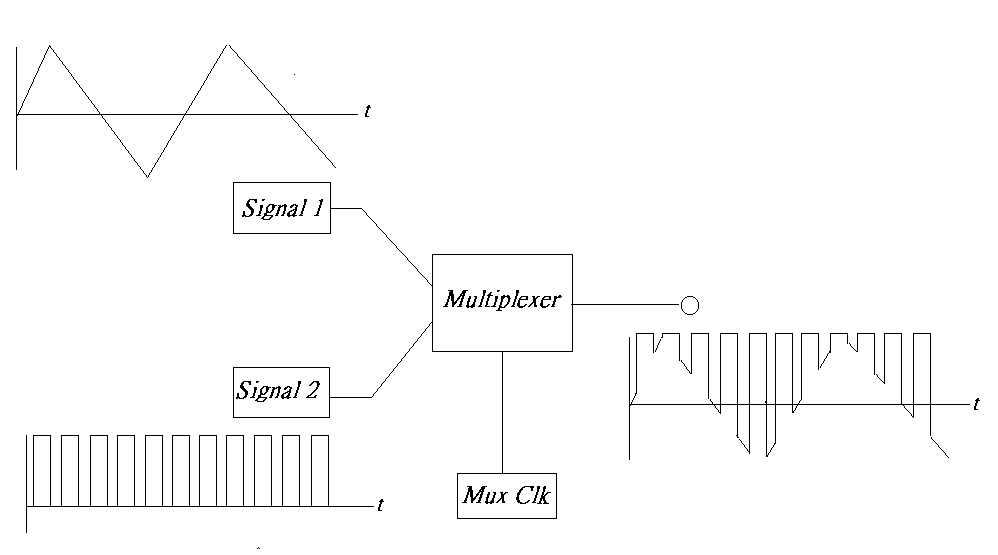 t
Signal 1
Multiplexer
Signal 2
t
t
Mux Clk